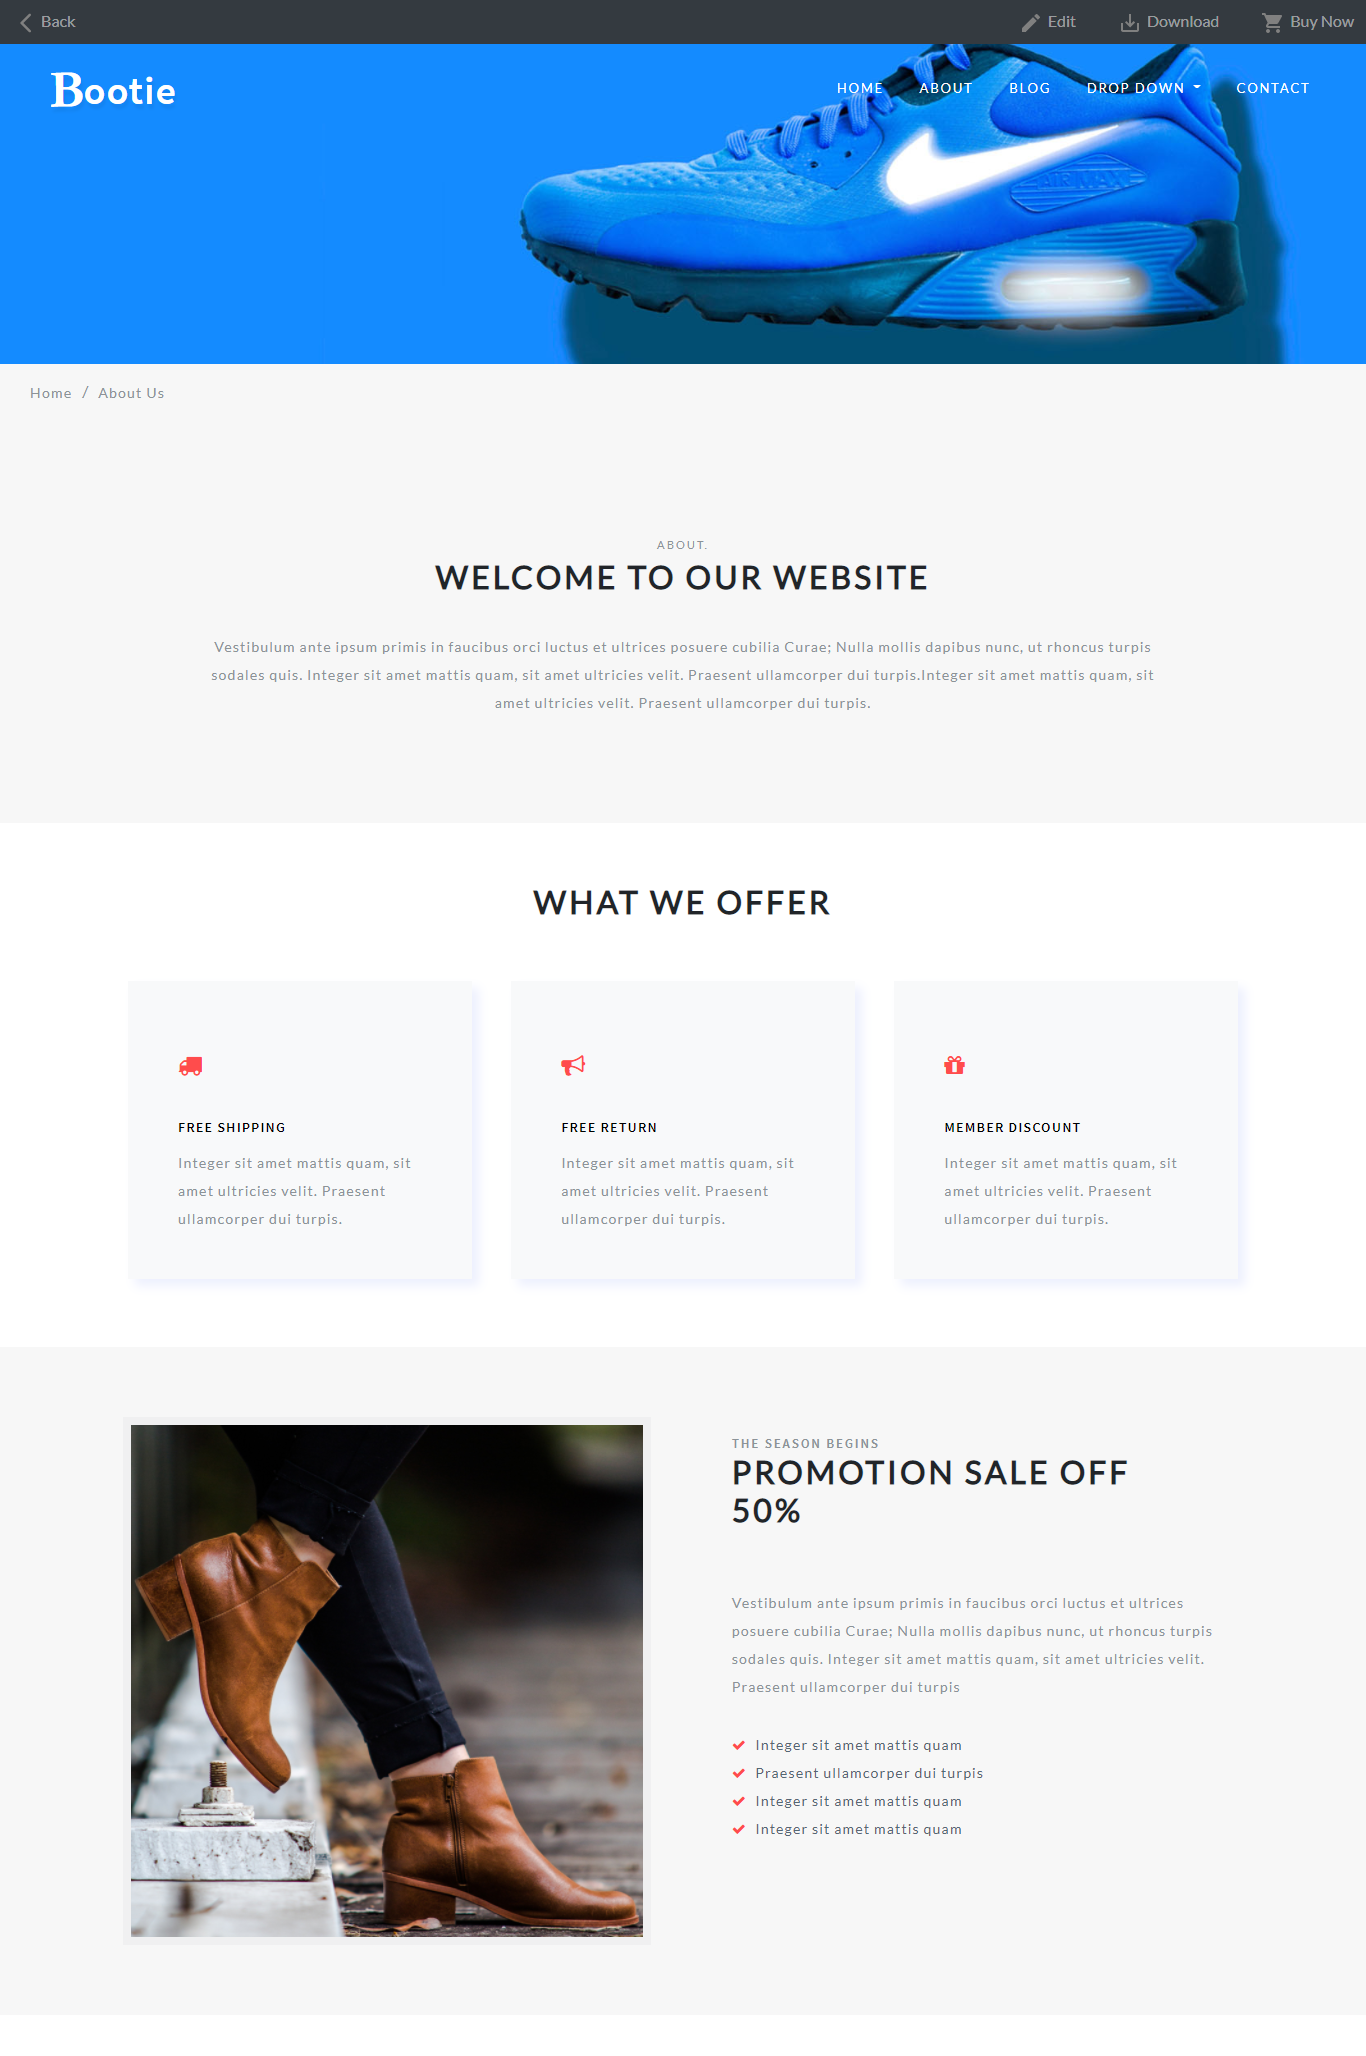 Back
Edit
Download
Buy Now
Bootie
HOME
ABOUT
BLOG
DROP DOWN
CONTACT
AIR MAX
Home / About Us
ABOUT.
WELCOME TO OUR WEBSITE
Vestibulum ante ipsum primis in faucibus orci luctus et ultrices posuere cubilia Curae; Nulla mollis dapibus nunc, ut rhoncus turpis
sodales quis. Integer sit amet mattis quam, sit amet ultricies velit. Praesent ullamcorper dui turpis.Integer sit amet mattis quam, sit
amet ultricies velit. Praesent ullamcorper dui turpis.
WHAT WE OFFER
FREE SHIPPING
Integer sit amet mattis quam, sit
amet ultricies velit. Praesent
ullamcorper dui turpis.
FREE RETURN
Integer sit amet mattis quam, sit
amet ultricies velit. Praesent
ullamcorper dui turpis.
MEMBER DISCOUNT
Integer sit amet mattis quam, sit
amet ultricies velit. Praesent
ullamcorper dui turpis.
THE SEASON BEGINS
PROMOTION SALE OFF
50%
Vestibulum ante ipsum primis in faucibus orci luctus et ultrices
posuere cubilia Curae; Nulla mollis dapibus nunc, ut rhoncus turpis
sodales quis. Integer sit amet mattis quam, sit amet ultricies velit.
Praesent ullamcorper dui turpis
Integer sit amet mattis quam
Praesent ullamcorper dui turpis
Integer sit amet mattis quam
Integer sit amet mattis quam